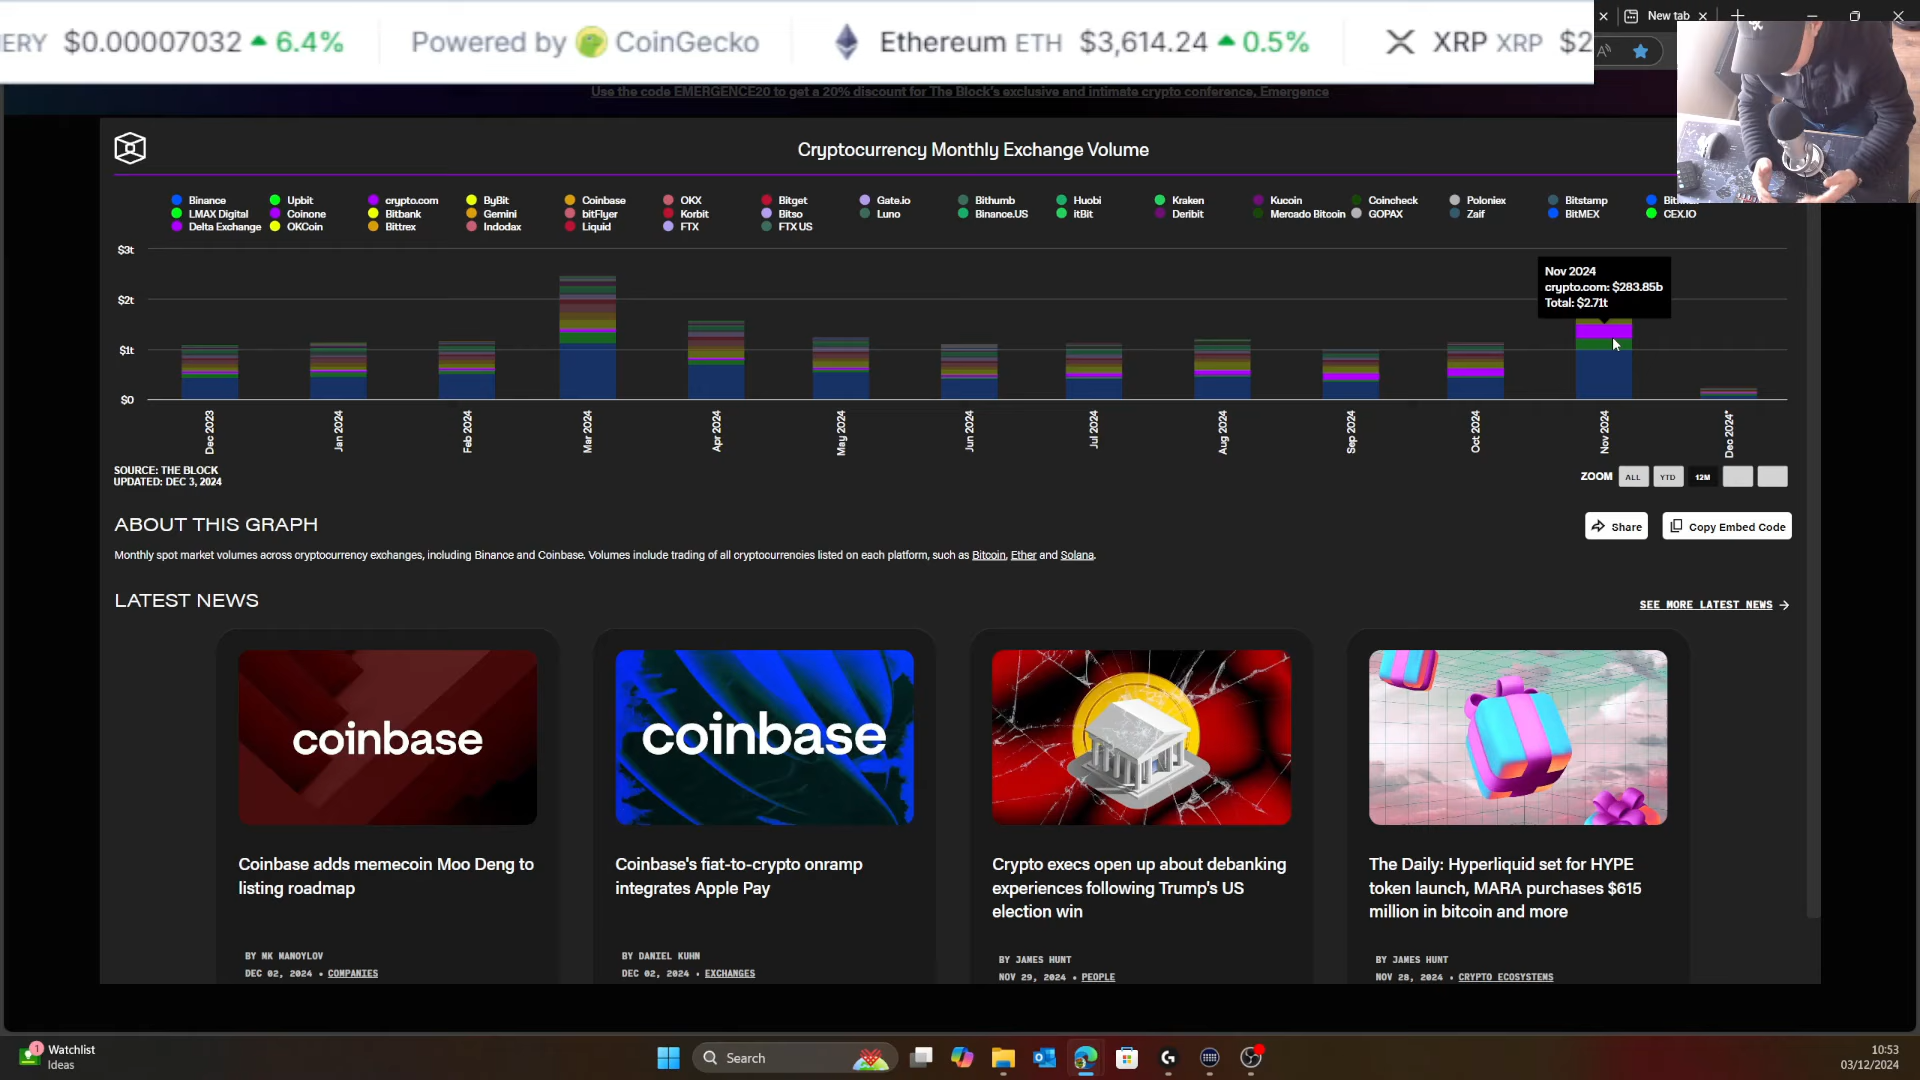 ERY $0.00007032 6.4% Powered by CoinGecko Ethereum ETH $3,614.24 0.5% XRP XRP $2
New tab
Use the code EMERGENCE20 to get a 20% discount for The Block's exclusive and intimate crypto conference, Emergence
Cryptocurrency Monthly Exchange Volume
Binance Upbit crypto.com ByBit Coinbase OKX Bitget Gate.io Bithumb Huobi Kraken Kucoin Coincheck Poloniex Bitstamp
LMAX Digital Coinone Bitbank Gemini bitFlyer Korbit Bitso Luno Binance.US itBit Deribit Mercado Bitcoin GOPAX Zaif BitMEX CEX.IO
Delta Exchange OKCoin Bittrex Indodax Liquid FTX FTX US
$3t
$2t
$1t
$0
Nov 2024
crypto.com: $283.85b
Total: $2.71t
Dec 2023 Jan 2024 Feb 2024 Mar 2024 Apr 2024 May 2024 Jun 2024 Jul 2024 Aug 2024 Sep 2024 Oct 2024 Nov 2024 Dec 2024*
SOURCE: THE BLOCK
UPDATED: DEC 3, 2024
ZOOM ALL YTD 12M
ABOUT THIS GRAPH
Share Copy Embed Code
Monthly spot market volumes across cryptocurrency exchanges, including Binance and Coinbase. Volumes include trading of all cryptocurrencies listed on each platform, such as Bitcoin, Ether and Solana.
LATEST NEWS
SEE MORE LATEST NEWS
coinbase
coinbase
Coinbase adds memecoin Moo Deng to
listing roadmap
BY MK MANOYLOV
DEC 02, 2024 • COMPANIES
Coinbase's fiat-to-crypto onramp
integrates Apple Pay
BY DANIEL KUHN
DEC 02, 2024 • EXCHANGES
Crypto execs open up about debanking
experiences following Trump's US
election win
BY JAMES HUNT
NOV 29, 2024 • PEOPLE
The Daily: Hyperliquid set for HYPE
token launch, MARA purchases $615
million in bitcoin and more
BY JAMES HUNT
NOV 28, 2024 • CRYPTO ECOSYSTEMS
1
Watchlist
Ideas
Search
10:53
03/12/2024